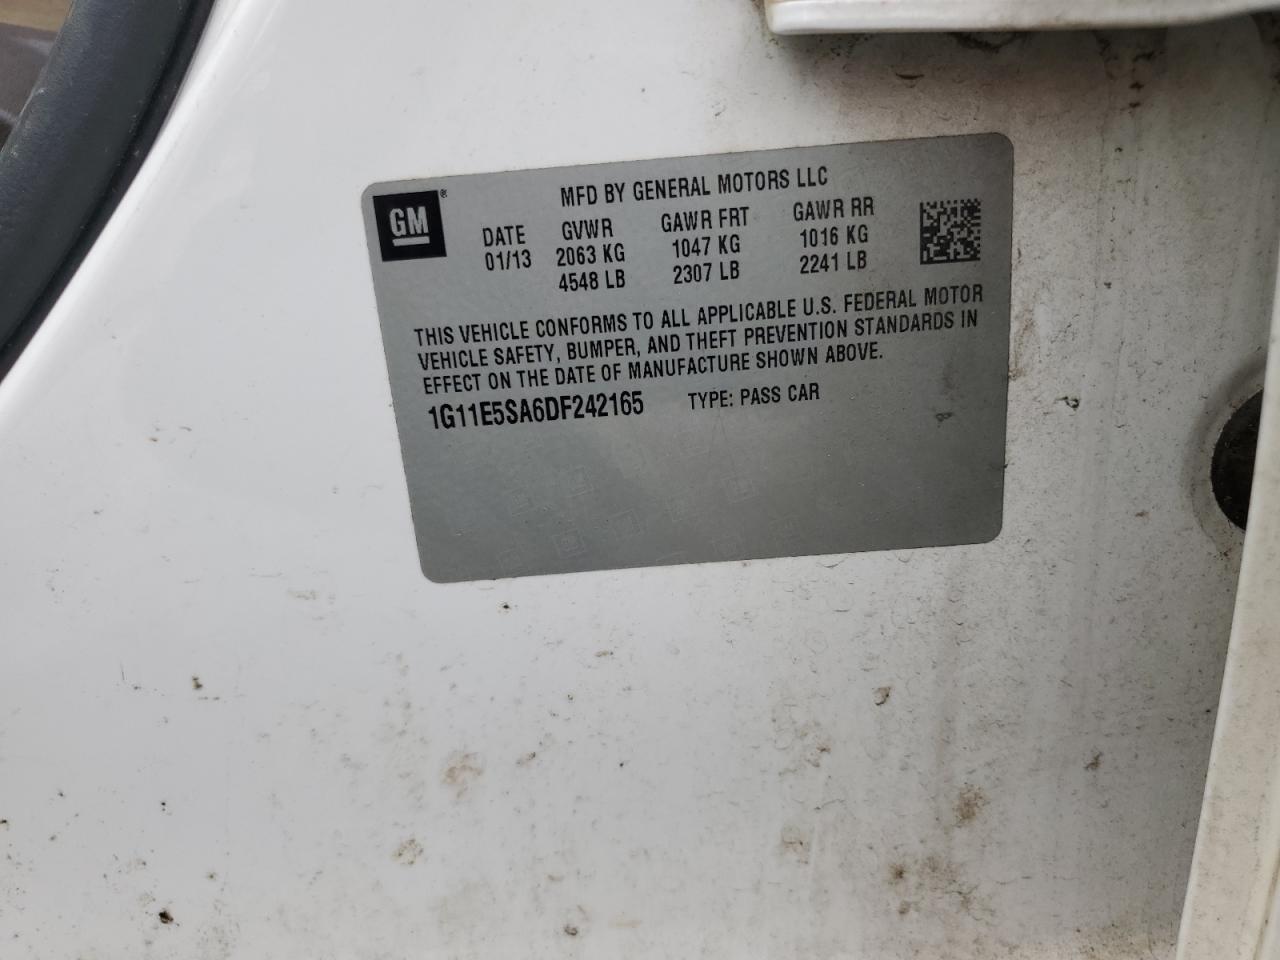 MFD BY GENERAL MOTORS LLC
GM ®
DATE GVWR GAWR FRT GAWR RR
01/13 2063 KG 1047 KG 1016 KG
4548 LB 2307 LB 2241 LB
THIS VEHICLE CONFORMS TO ALL APPLICABLE U.S. FEDERAL MOTOR
VEHICLE SAFETY, BUMPER, AND THEFT PREVENTION STANDARDS IN
EFFECT ON THE DATE OF MANUFACTURE SHOWN ABOVE.
1G11E5SA6DF242165 TYPE: PASS CAR